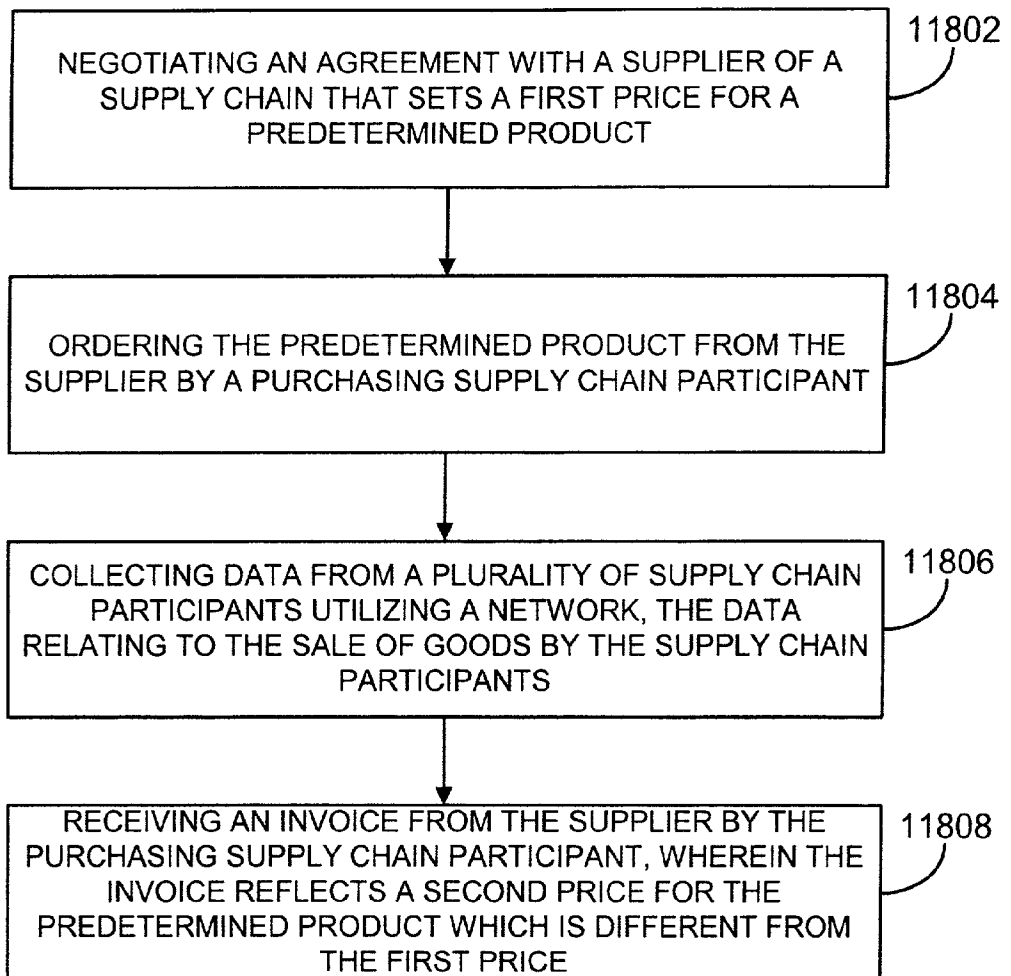 11802
NEGOTIATING AN AGREEMENT WITH A SUPPLIER OF A
SUPPLY CHAIN THAT SETS A FIRST PRICE FOR A
PREDETERMINED PRODUCT
11804
ORDERING THE PREDETERMINED PRODUCT FROM THE
SUPPLIER BY A PURCHASING SUPPLY CHAIN PARTICIPANT
11806
COLLECTING DATA FROM A PLURALITY OF SUPPLY CHAIN
PARTICIPANTS UTILIZING A NETWORK, THE DATA
RELATING TO THE SALE OF GOODS BY THE SUPPLY CHAIN
PARTICIPANTS
11808
RECEIVING AN INVOICE FROM THE SUPPLIER BY THE
PURCHASING SUPPLY CHAIN PARTICIPANT, WHEREIN THE
INVOICE REFLECTS A SECOND PRICE FOR THE
PREDETERMINED PRODUCT WHICH IS DIFFERENT FROM
THE FIRST PRICE